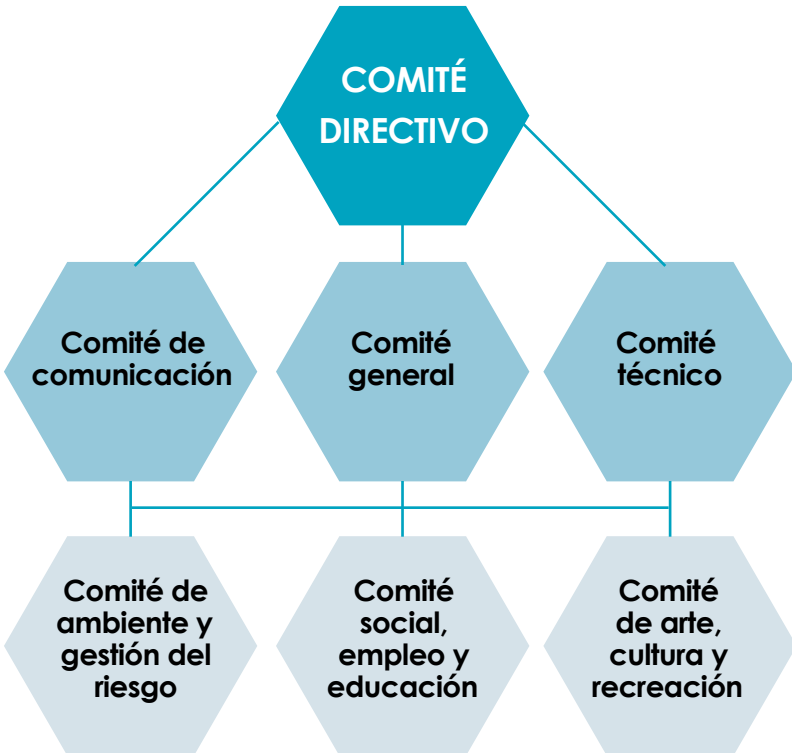 COMITÉ
DIRECTIVO
Comité de
comunicación
Comité
general
Comité
técnico
Comité de
ambiente y
gestión del
riesgo
Comité
social,
empleo y
educación
Comité
de arte,
cultura y
recreación